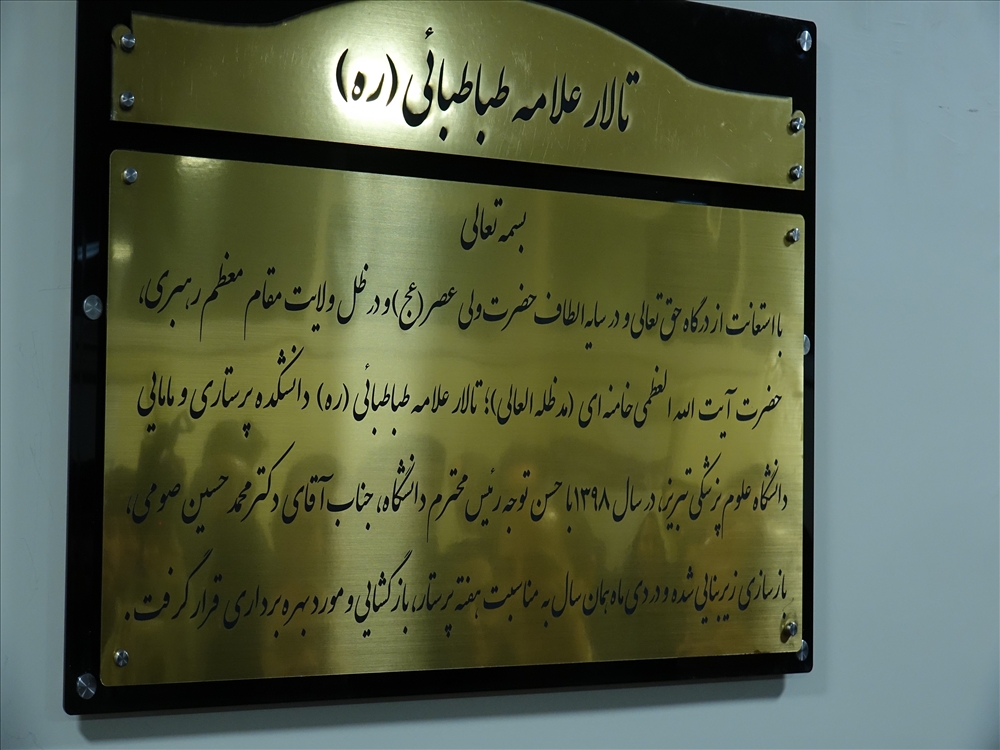 تالار علامه طباطبائی (ره)
بسمه تعالی
با استعانت از درگاه حق تعالی و در سایه الطاف حضرت ولی عصر (عج) و در ظل ولایت مقام معظم رهبری،
حضرت آیت الله العظمی خامنه ای (مدظله العالی)؛ تالار علامه طباطبائی (ره) دانشکده پرستاری و مامایی
دانشگاه علوم پزشکی تبریز، در سال ۱۳۹۸ با حسن توجه رئیس محترم دانشگاه، جناب آقای دکتر محمد حسین صومی،
بازسازی زیربنایی شده و در دی ماه همان سال به مناسبت هفته پرستار، بازگشایی و مورد بهره برداری قرار گرفت.